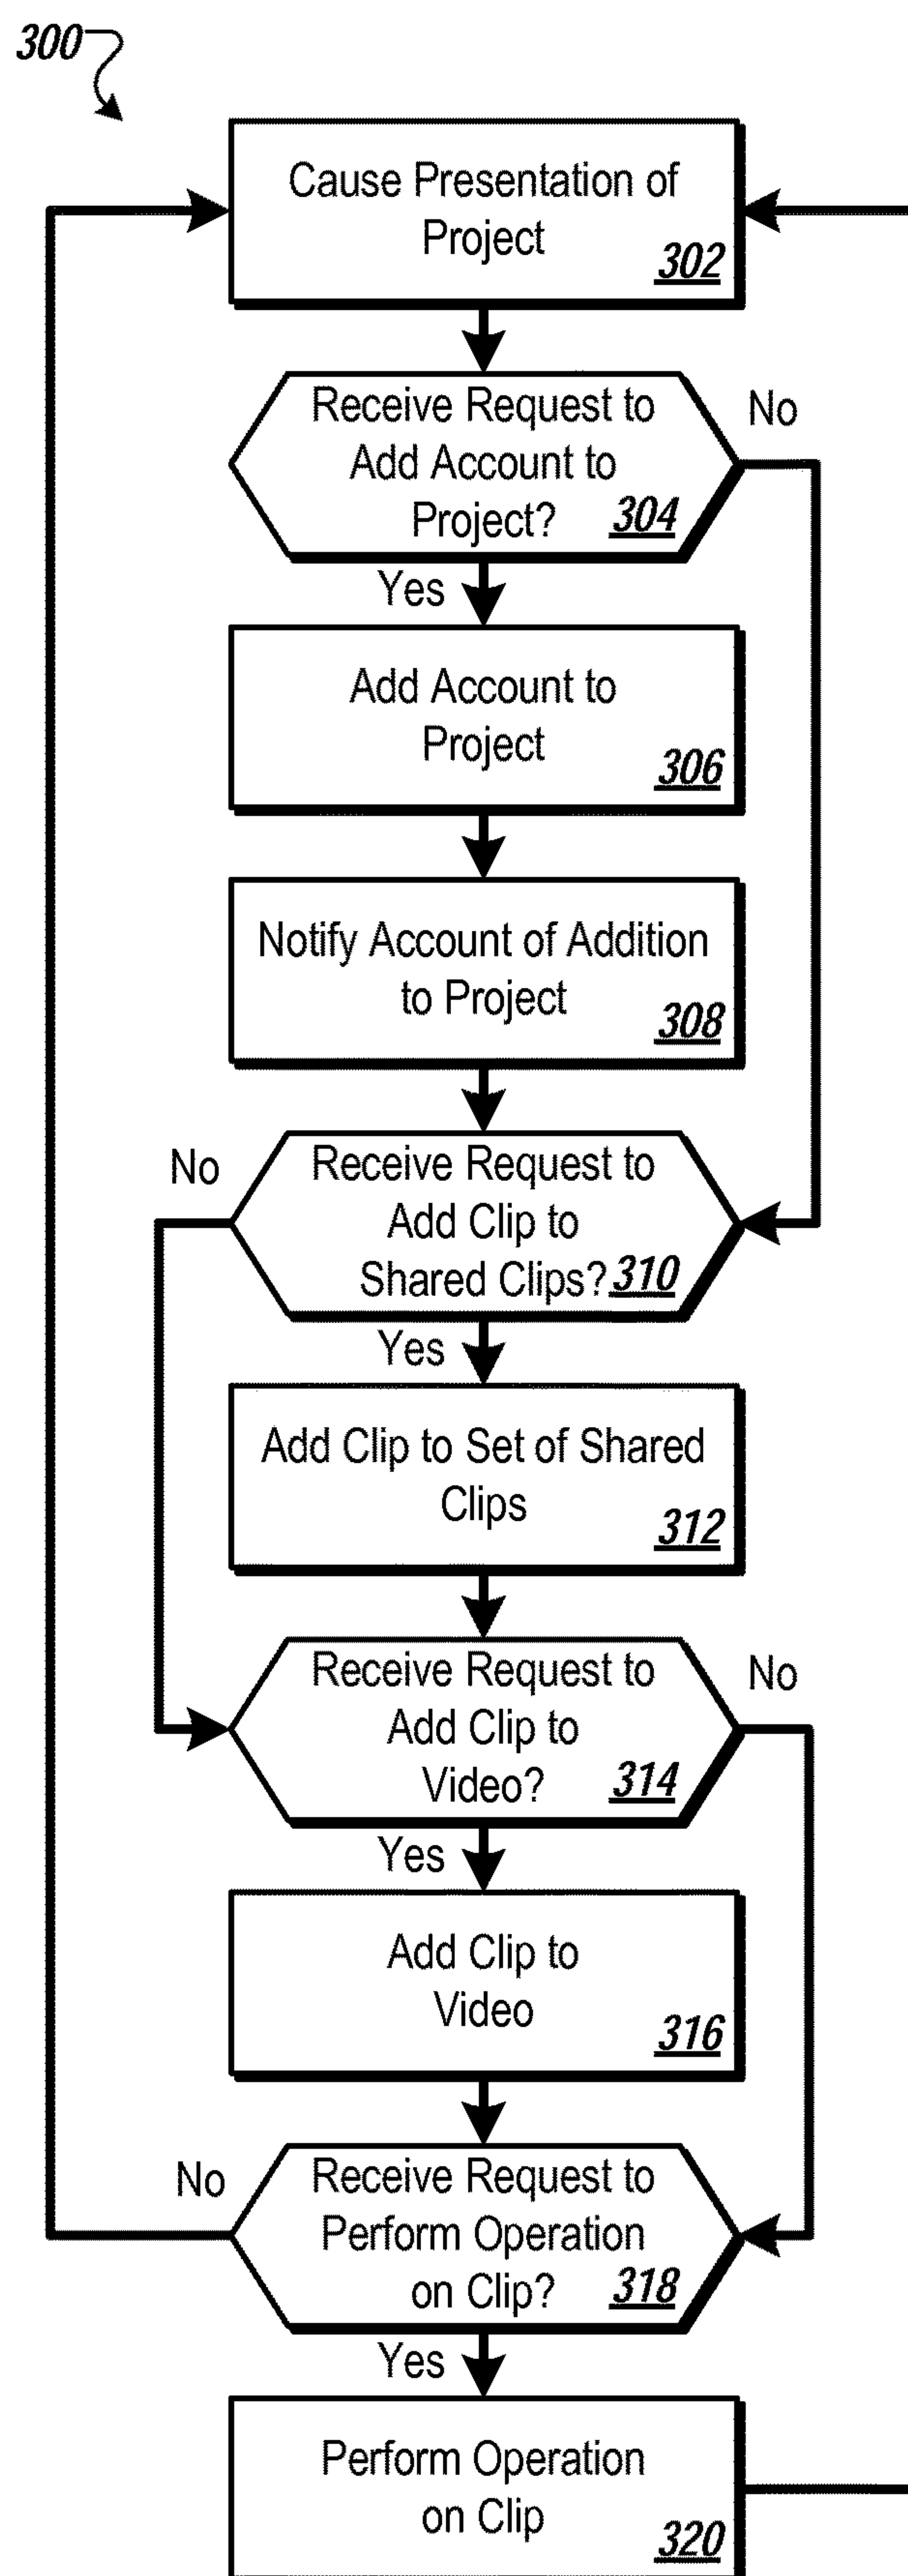 300
Cause Presentation of
Project
302
Receive Request to
Add Account to
Project?
304
No
Yes
Add Account to
Project
306
Notify Account of Addition
to Project
308
No
Receive Request to
Add Clip to
Shared Clips?
310
Yes
Add Clip to Set of Shared
Clips
312
Receive Request to
Add Clip to
Video?
314
No
Yes
Add Clip to
Video
316
No
Receive Request to
Perform Operation
on Clip?
318
Yes
Perform Operation
on Clip
320